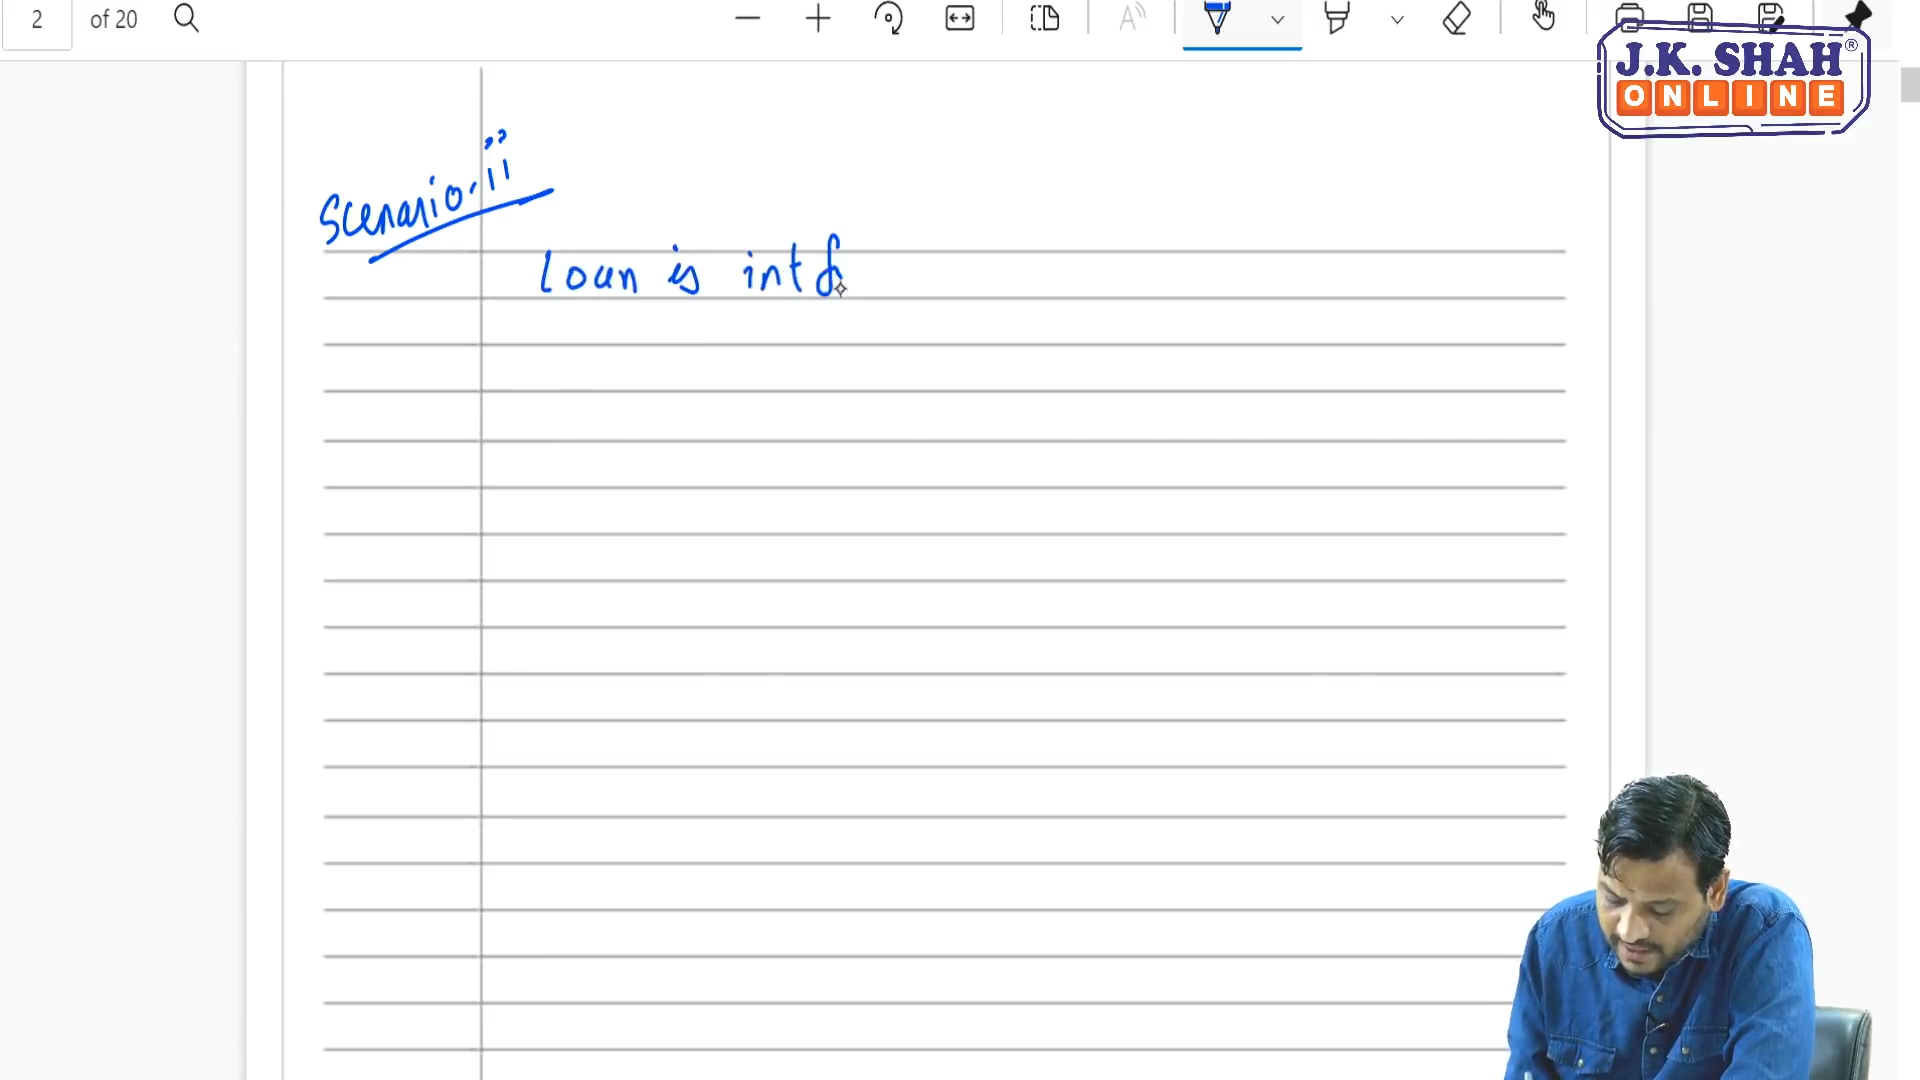 2 of 20
J.K. SHAH®
ONLINE
Scenario-ii
loan is int f